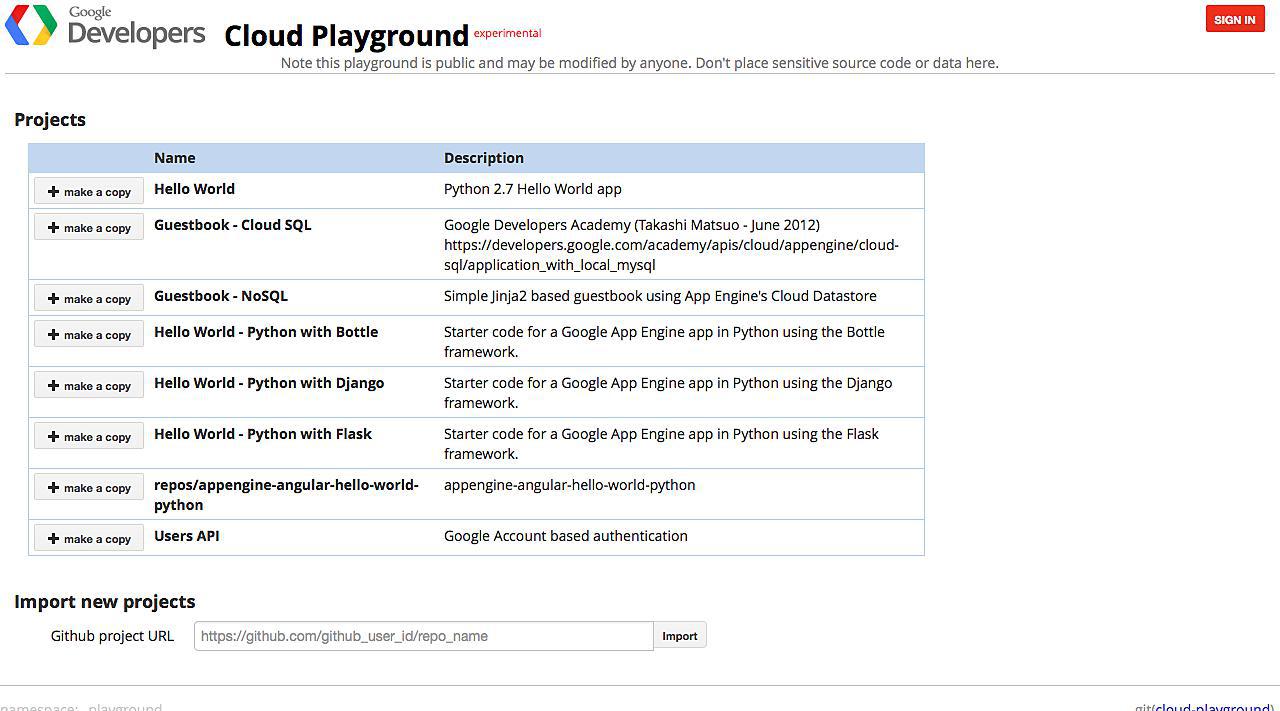 Google
Developers
Cloud Playground experimental
SIGN IN
Note this playground is public and may be modified by anyone. Don't place sensitive source code or data here.
Projects
Name Description
+ make a copy Hello World Python 2.7 Hello World app
+ make a copy Guestbook - Cloud SQL Google Developers Academy (Takashi Matsuo - June 2012)
https://developers.google.com/academy/apis/cloud/appengine/cloud-
sql/application_with_local_mysql
+ make a copy Guestbook - NoSQL Simple Jinja2 based guestbook using App Engine's Cloud Datastore
+ make a copy Hello World - Python with Bottle Starter code for a Google App Engine app in Python using the Bottle
framework.
+ make a copy Hello World - Python with Django Starter code for a Google App Engine app in Python using the Django
framework.
+ make a copy Hello World - Python with Flask Starter code for a Google App Engine app in Python using the Flask
framework.
+ make a copy repos/appengine-angular-hello-world- appengine-angular-hello-world-python
python
+ make a copy Users API Google Account based authentication
Import new projects
Github project URL https://github.com/github_user_id/repo_name Import
namespace: _playground git(cloud-playground)